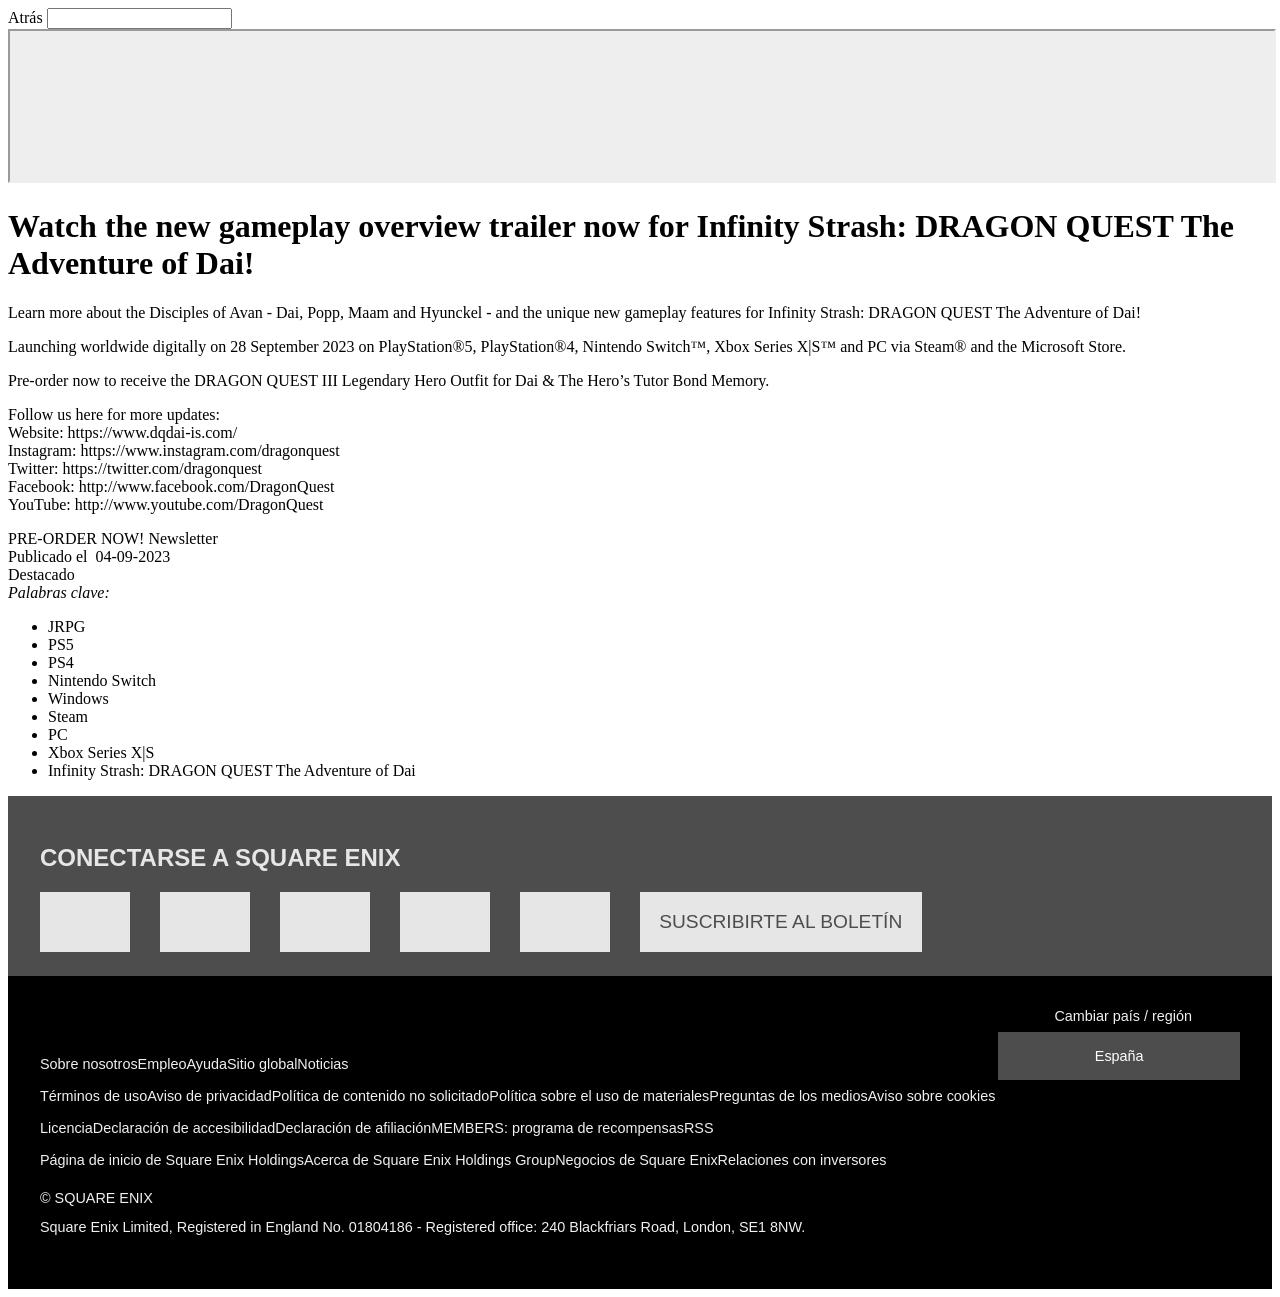 Atrás
Watch the new gameplay overview trailer now for Infinity Strash: DRAGON QUEST The
Adventure of Dai!
Learn more about the Disciples of Avan - Dai, Popp, Maam and Hyunckel - and the unique new gameplay features for Infinity Strash: DRAGON QUEST The Adventure of Dai!
Launching worldwide digitally on 28 September 2023 on PlayStation®5, PlayStation®4, Nintendo Switch™, Xbox Series X|S™ and PC via Steam® and the Microsoft Store.
Pre-order now to receive the DRAGON QUEST III Legendary Hero Outfit for Dai & The Hero’s Tutor Bond Memory.
Follow us here for more updates:
Website: https://www.dqdai-is.com/
Instagram: https://www.instagram.com/dragonquest
Twitter: https://twitter.com/dragonquest
Facebook: http://www.facebook.com/DragonQuest
YouTube: http://www.youtube.com/DragonQuest
PRE-ORDER NOW! Newsletter
Publicado el  04-09-2023
Destacado
Palabras clave:
• JRPG
• PS5
• PS4
• Nintendo Switch
• Windows
• Steam
• PC
• Xbox Series X|S
• Infinity Strash: DRAGON QUEST The Adventure of Dai
CONECTARSE A SQUARE ENIX
SUSCRIBIRTE AL BOLETÍN
Cambiar país / región
España
Sobre nosotrosEmpleoAyudaSitio globalNoticias
Términos de usoAviso de privacidadPolítica de contenido no solicitadoPolítica sobre el uso de materialesPreguntas de los mediosAviso sobre cookies
LicenciaDeclaración de accesibilidadDeclaración de afiliaciónMEMBERS: programa de recompensasRSS
Página de inicio de Square Enix HoldingsAcerca de Square Enix Holdings GroupNegocios de Square EnixRelaciones con inversores
© SQUARE ENIX
Square Enix Limited, Registered in England No. 01804186 - Registered office: 240 Blackfriars Road, London, SE1 8NW.